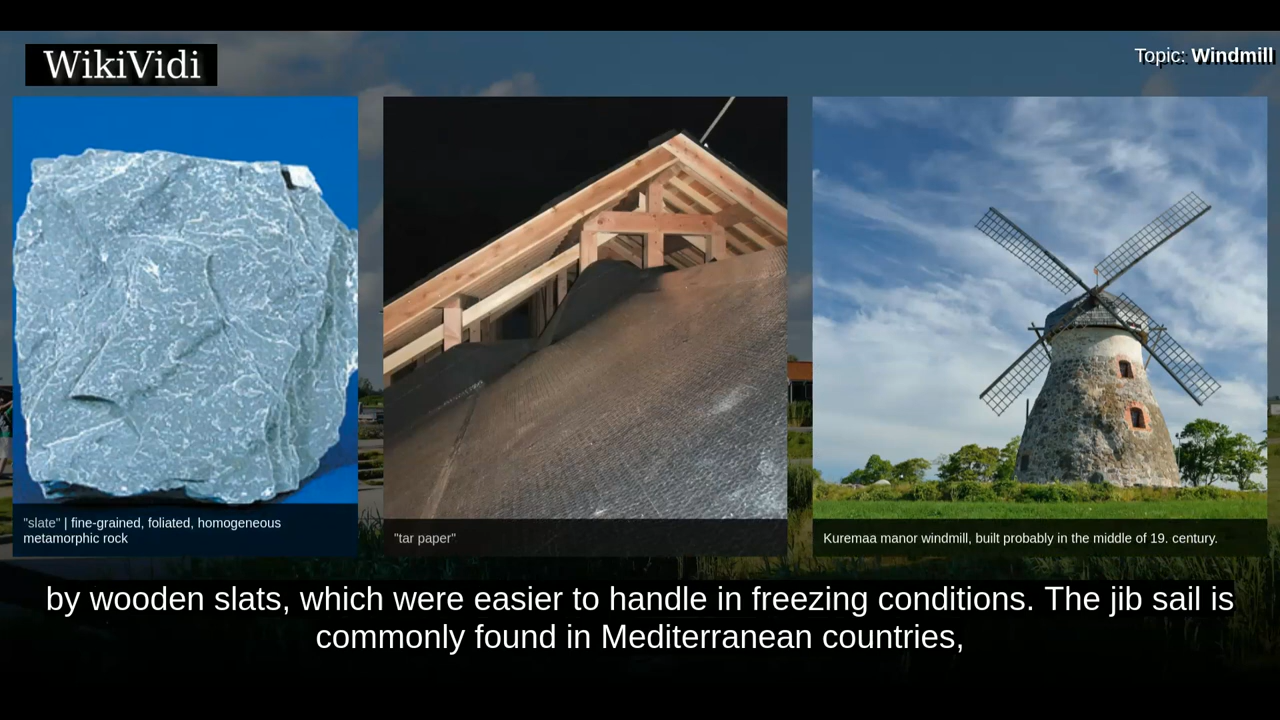 WikiVidi
Topic: Windmill
"slate" | fine-grained, foliated, homogeneous
metamorphic rock
"tar paper"
Kuremaa manor windmill, built probably in the middle of 19. century.
by wooden slats, which were easier to handle in freezing conditions. The jib sail is
commonly found in Mediterranean countries,